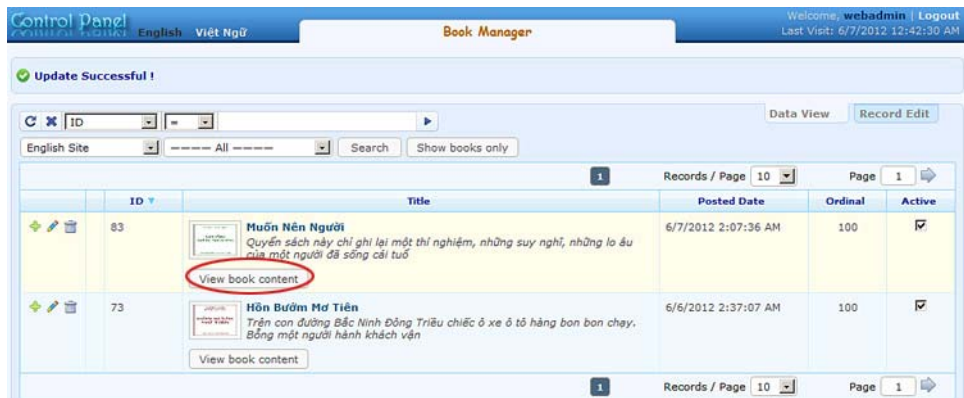 Control Panel English Việt Ngữ Book Manager Welcome, webadmin | Logout
Last Visit: 6/7/2012 12:42:30 AM
Update Successful !
Data View Record Edit
ID =
English Site ---- All ---- Search Show books only
1 Records / Page 10 Page 1
ID Title Posted Date Ordinal Active
83 Muốn Nên Người 6/7/2012 2:07:36 AM 100
Quyển sách này chỉ ghi lại một thí nghiệm, những suy nghĩ, những lo âu
của một người đã sống cái tuổ
View book content
73 Hồn Bướm Mơ Tiên 6/6/2012 2:37:07 AM 100
Trên con đường Bắc Ninh Đông Triều chiếc ô xe ô tô hàng bon bon chạy.
Bỗng một người hành khách vận
View book content
1 Records / Page 10 Page 1